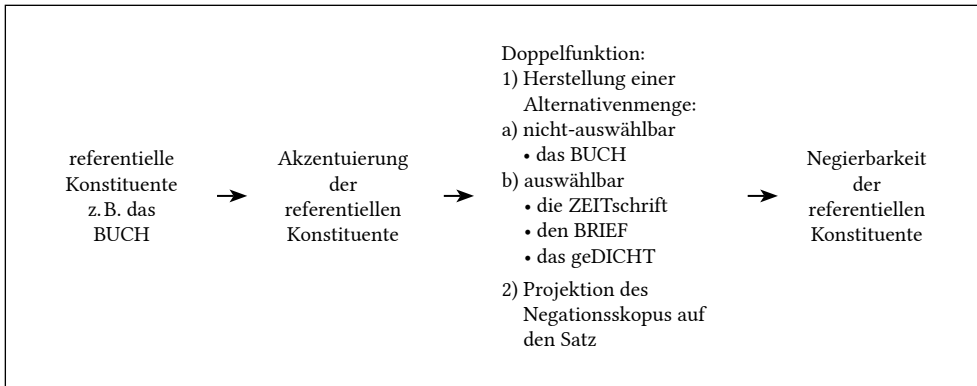 referentielle
Konstituente
z. B. das
BUCH
Akzentuierung
der
referentiellen
Konstituente
Doppelfunktion:
1) Herstellung einer
Alternativenmenge:
a) nicht-auswählbar
• das BUCH
b) auswählbar
• die ZEITschrift
• den BRIEF
• das geDICHT
2) Projektion des
Negationsskopus auf
den Satz
Negierbarkeit
der
referentiellen
Konstituente